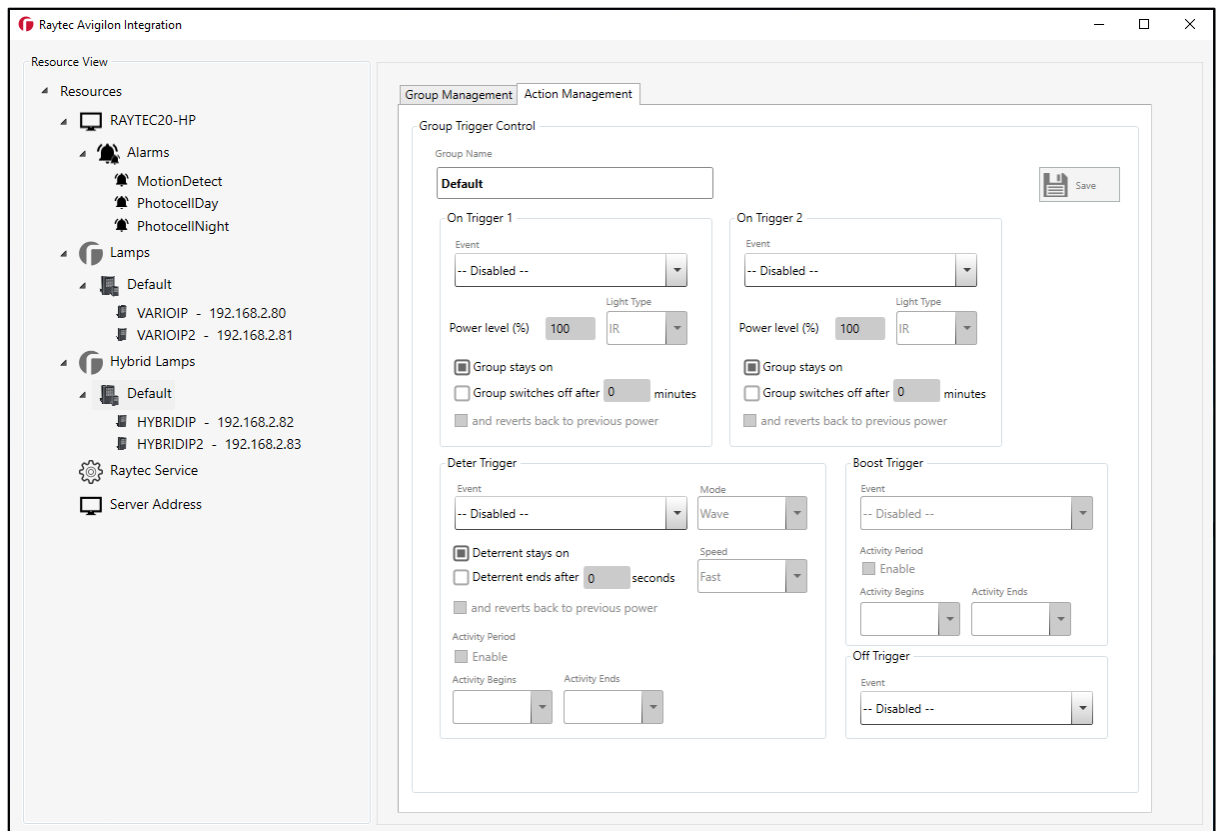 Raytec Avigilon Integration
Resource View
Resources
RAYTEC20-HP
Alarms
MotionDetect
PhotocellDay
PhotocellNight
Lamps
Default
VARIOIP - 192.168.2.80
VARIOIP2 - 192.168.2.81
Hybrid Lamps
Default
HYBRIDIP - 192.168.2.82
HYBRIDIP2 - 192.168.2.83
Raytec Service
Server Address
Group Management Action Management
Group Trigger Control
Group Name
Default
Save
On Trigger 1
Event
-- Disabled --
Light Type
Power level (%) 100 IR
Group stays on
Group switches off after 0 minutes
and reverts back to previous power
On Trigger 2
Event
-- Disabled --
Light Type
Power level (%) 100 IR
Group stays on
Group switches off after 0 minutes
and reverts back to previous power
Deter Trigger
Event Mode
-- Disabled -- Wave
Deterrent stays on Speed
Deterrent ends after 0 seconds Fast
and reverts back to previous power
Activity Period
Enable
Activity Begins Activity Ends
Boost Trigger
Event
-- Disabled --
Activity Period
Enable
Activity Begins Activity Ends
Off Trigger
Event
-- Disabled --